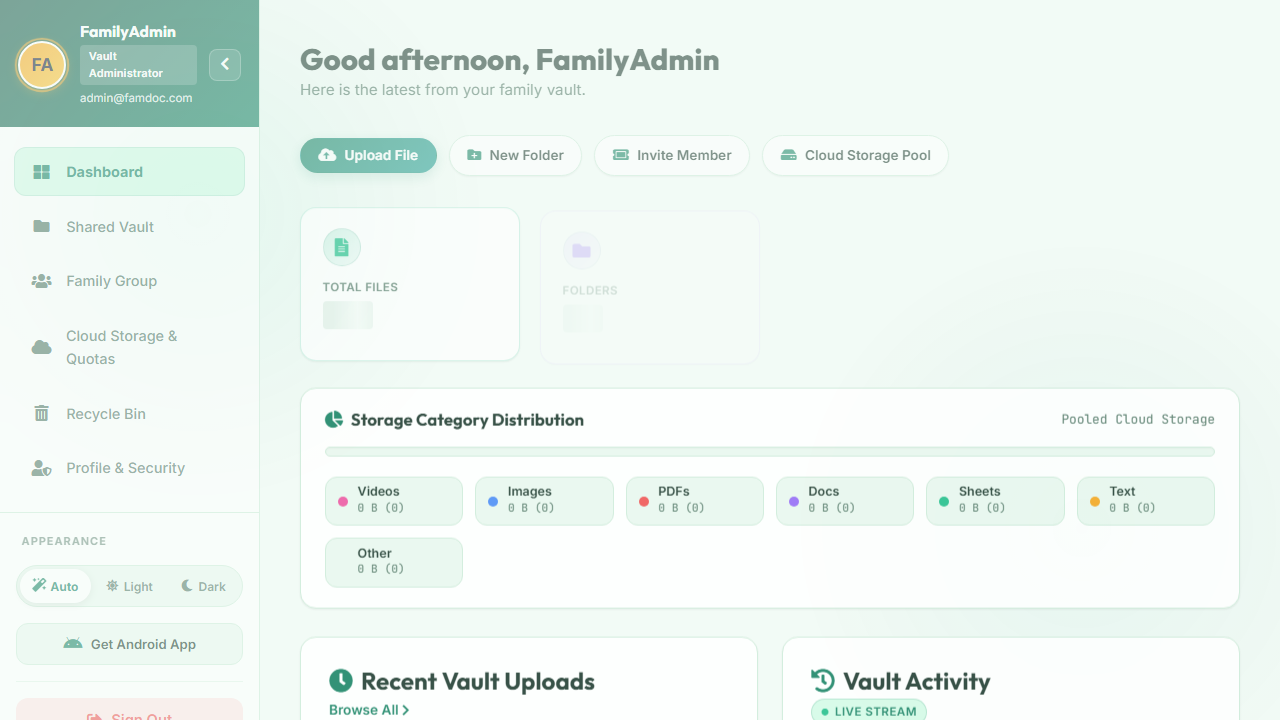 FA
FamilyAdmin
Vault
Administrator
admin@famdoc.com
Dashboard
Shared Vault
Family Group
Cloud Storage &
Quotas
Recycle Bin
Profile & Security
APPEARANCE
Auto
Light
Dark
Get Android App
Sign Out
Good afternoon, FamilyAdmin
Here is the latest from your family vault.
Upload File
New Folder
Invite Member
Cloud Storage Pool
TOTAL FILES
FOLDERS
Storage Category Distribution
Pooled Cloud Storage
Videos
0 B (0)
Images
0 B (0)
PDFs
0 B (0)
Docs
0 B (0)
Sheets
0 B (0)
Text
0 B (0)
Other
0 B (0)
Recent Vault Uploads
Browse All
Vault Activity
LIVE STREAM